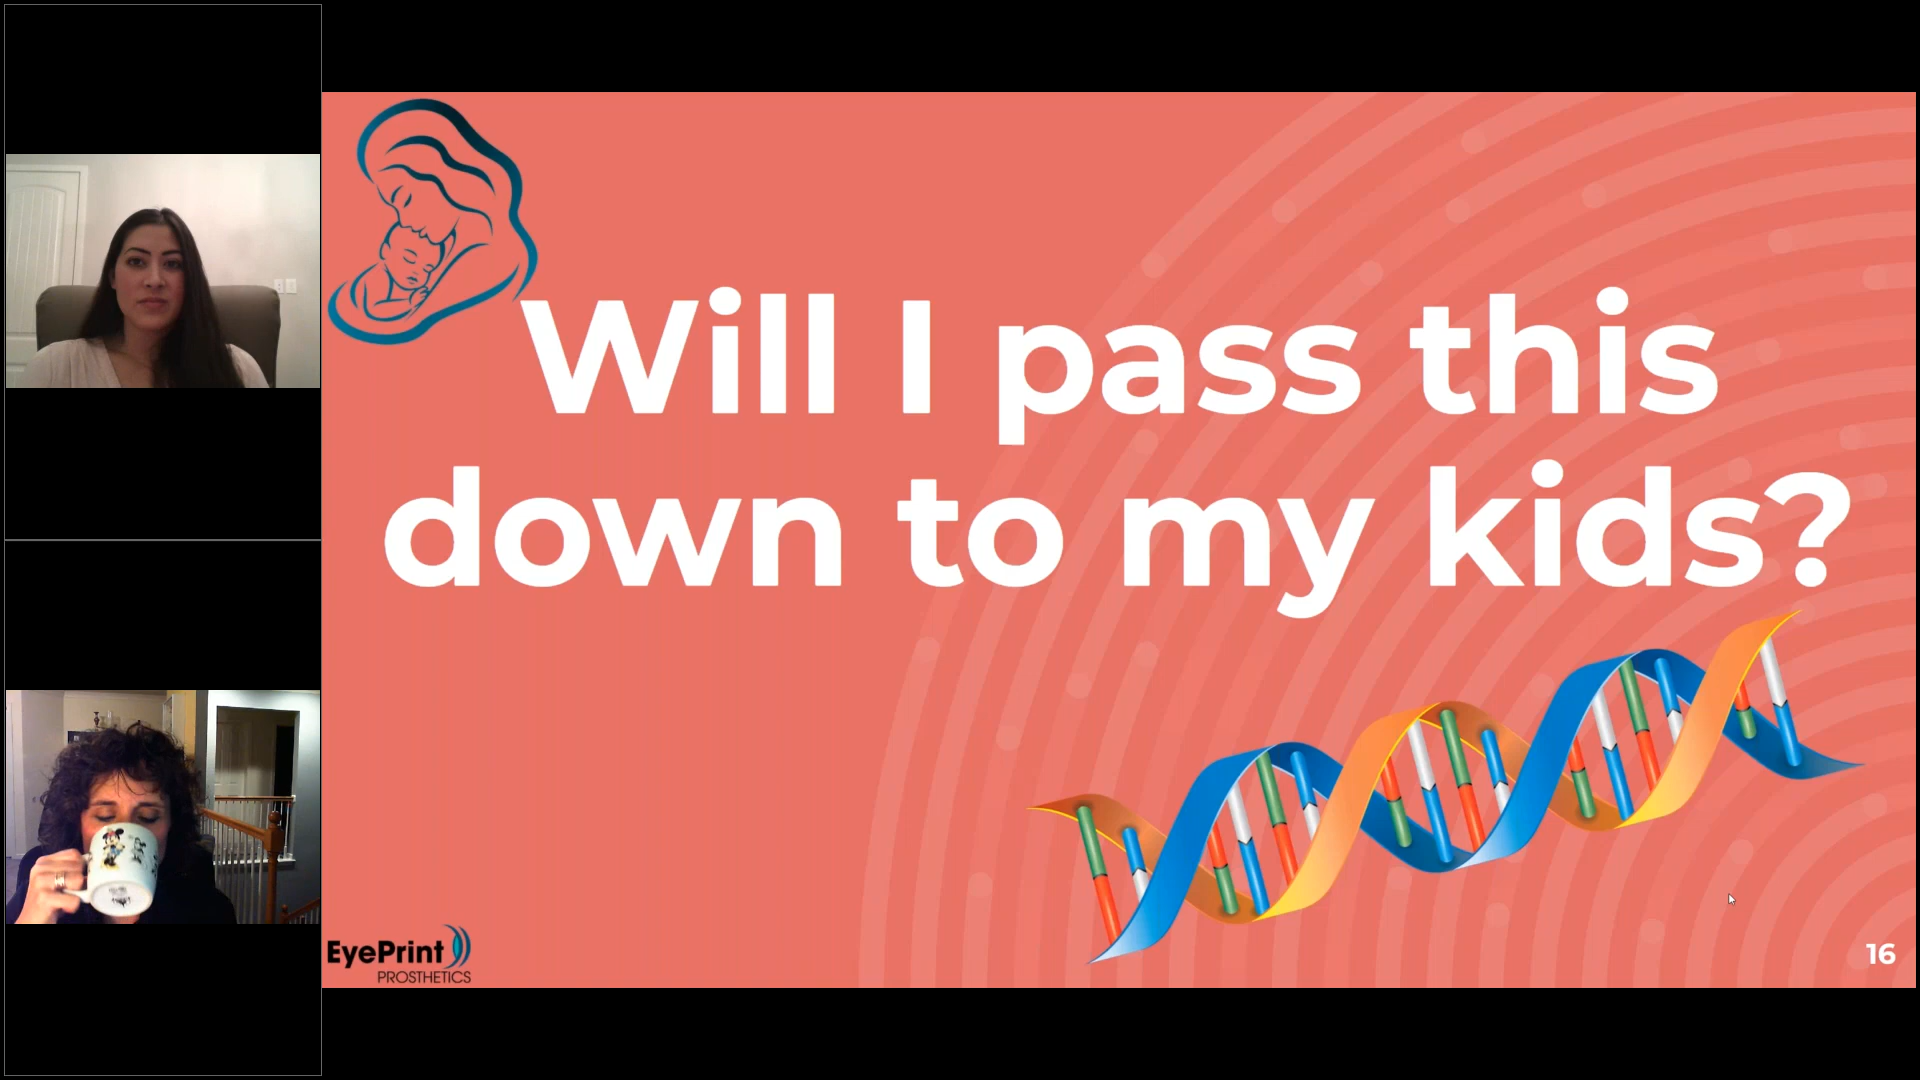 Will I pass this
down to my kids?
EyePrint
PROSTHETICS
16